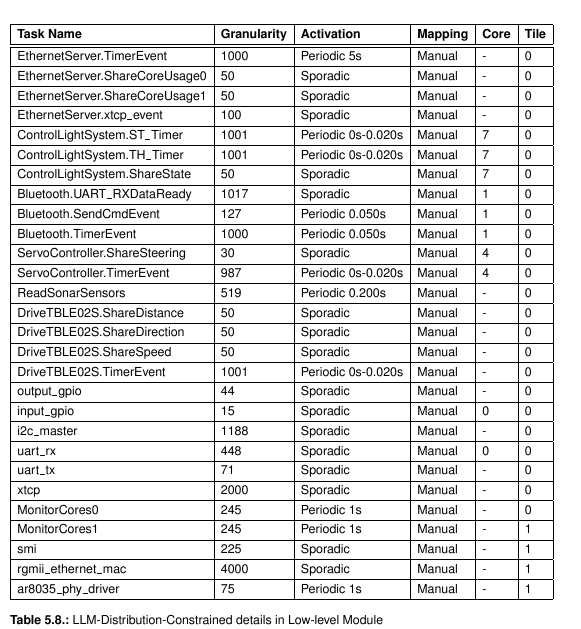 Task Name Granularity Activation Mapping Core Tile
EthernetServer.TimerEvent 1000 Periodic 5s Manual - 0
EthernetServer.ShareCoreUsage0 50 Sporadic Manual - 0
EthernetServer.ShareCoreUsage1 50 Sporadic Manual - 0
EthernetServer.xtcp_event 100 Sporadic Manual - 0
ControlLightSystem.ST_Timer 1001 Periodic 0s-0.020s Manual 7 0
ControlLightSystem.TH_Timer 1001 Periodic 0s-0.020s Manual 7 0
ControlLightSystem.ShareState 50 Sporadic Manual 7 0
Bluetooth.UART_RXDataReady 1017 Sporadic Manual 1 0
Bluetooth.SendCmdEvent 127 Periodic 0.050s Manual 1 0
Bluetooth.TimerEvent 1000 Periodic 0.050s Manual 1 0
ServoController.ShareSteering 30 Sporadic Manual 4 0
ServoController.TimerEvent 987 Periodic 0s-0.020s Manual 4 0
ReadSonarSensors 519 Periodic 0.200s Manual - 0
DriveTBLE02S.ShareDistance 50 Sporadic Manual - 0
DriveTBLE02S.ShareDirection 50 Sporadic Manual - 0
DriveTBLE02S.ShareSpeed 50 Sporadic Manual - 0
DriveTBLE02S.TimerEvent 1001 Periodic 0s-0.020s Manual - 0
output_gpio 44 Sporadic Manual - 0
input_gpio 15 Sporadic Manual 0 0
i2c_master 1188 Sporadic Manual - 0
uart_rx 448 Sporadic Manual 0 0
uart_tx 71 Sporadic Manual - 0
xtcp 2000 Sporadic Manual - 0
MonitorCores0 245 Periodic 1s Manual - 0
MonitorCores1 245 Periodic 1s Manual - 1
smi 225 Sporadic Manual - 1
rgmii_ethernet_mac 4000 Sporadic Manual - 1
ar8035_phy_driver 75 Periodic 1s Manual - 1
Table 5.8.: LLM-Distribution-Constrained details in Low-level Module